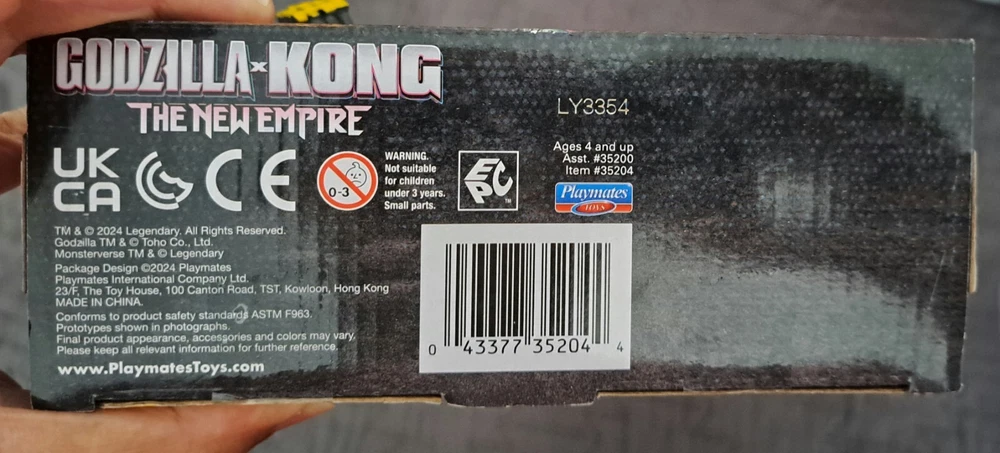 GODZILLA x KONG
THE NEW EMPIRE
LY3354
UK
CA
CE
0-3
WARNING.
Not suitable
for children
under 3 years.
Small parts.
EPC
TM
Ages 4 and up
Asst. #35200
Item #35204
Playmates
TOYS
TM & © 2024 Legendary. All Rights Reserved.
Godzilla TM & © Toho Co., Ltd.
Monsterverse TM & © Legendary
Package Design ©2024 Playmates
Playmates International Company Ltd.
23/F, The Toy House, 100 Canton Road, TST, Kowloon, Hong Kong
MADE IN CHINA.
Conforms to product safety standards ASTM F963.
Prototypes shown in photographs.
Final product appearance, accessories and colors may vary.
Please keep all relevant information for further reference.
www.PlaymatesToys.com
0 43377 35204 4